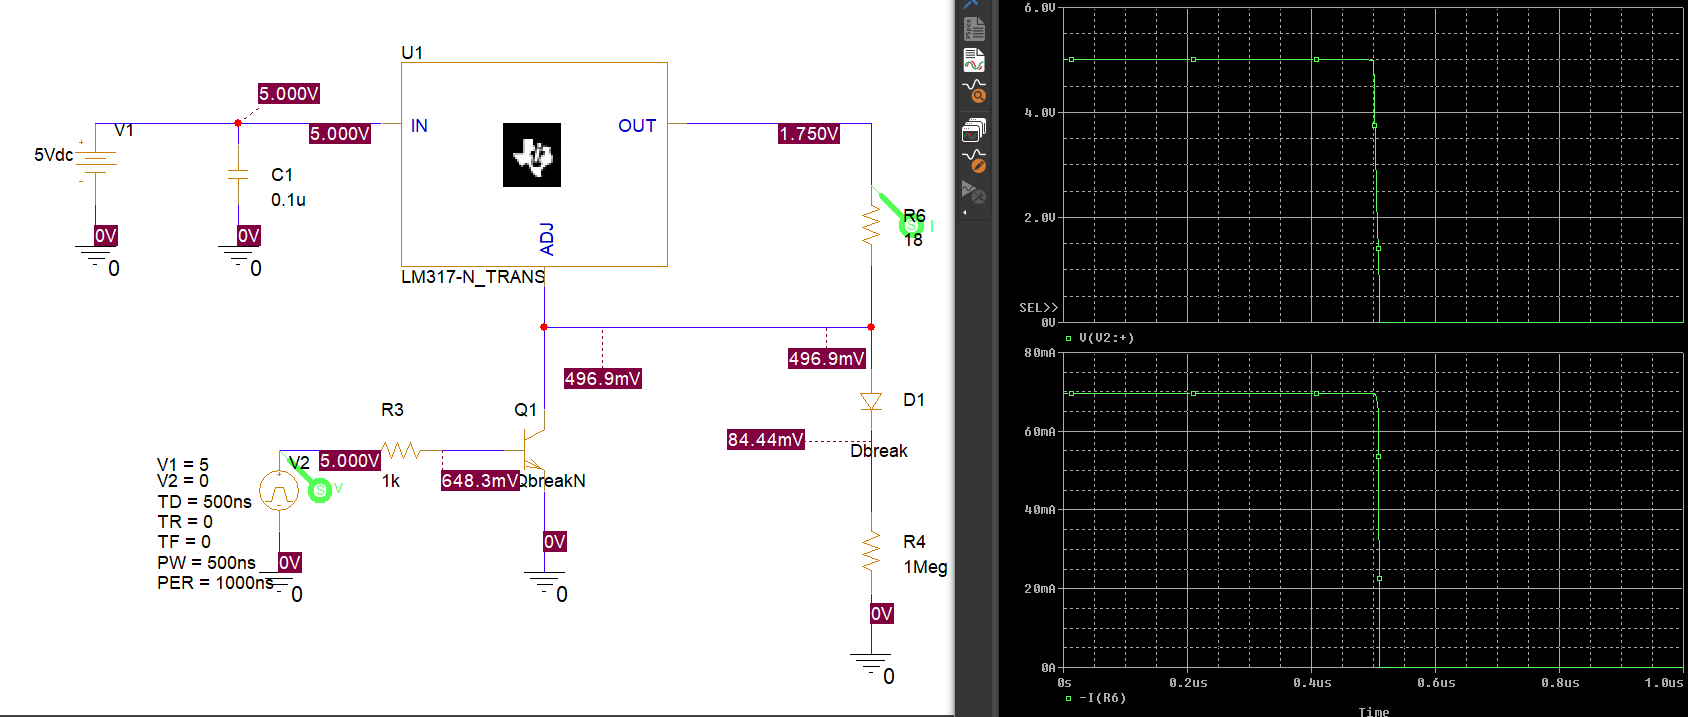 U1
5.000V
V1
5.000V
IN
OUT
1.750V
5Vdc
C1
0.1u
R6
I
18
0V
0V
0
0
ADJ
LM317-N_TRANS
496.9mV
496.9mV
R3
Q1
D1
84.44mV
Dbreak
V1 = 5
V2 = 0
TD = 500ns
TR = 0
TF = 0
PW = 500ns
PER = 1000ns
V2
5.000V
V
1k
648.3mV
QbreakN
0V
0V
0
0
R4
1Meg
0V
0
6.0V
4.0V
2.0V
SEL>>
0V
V(V2:+)
80mA
60mA
40mA
20mA
0A
0s
0.2us
0.4us
0.6us
0.8us
1.0us
-I(R6)
Time